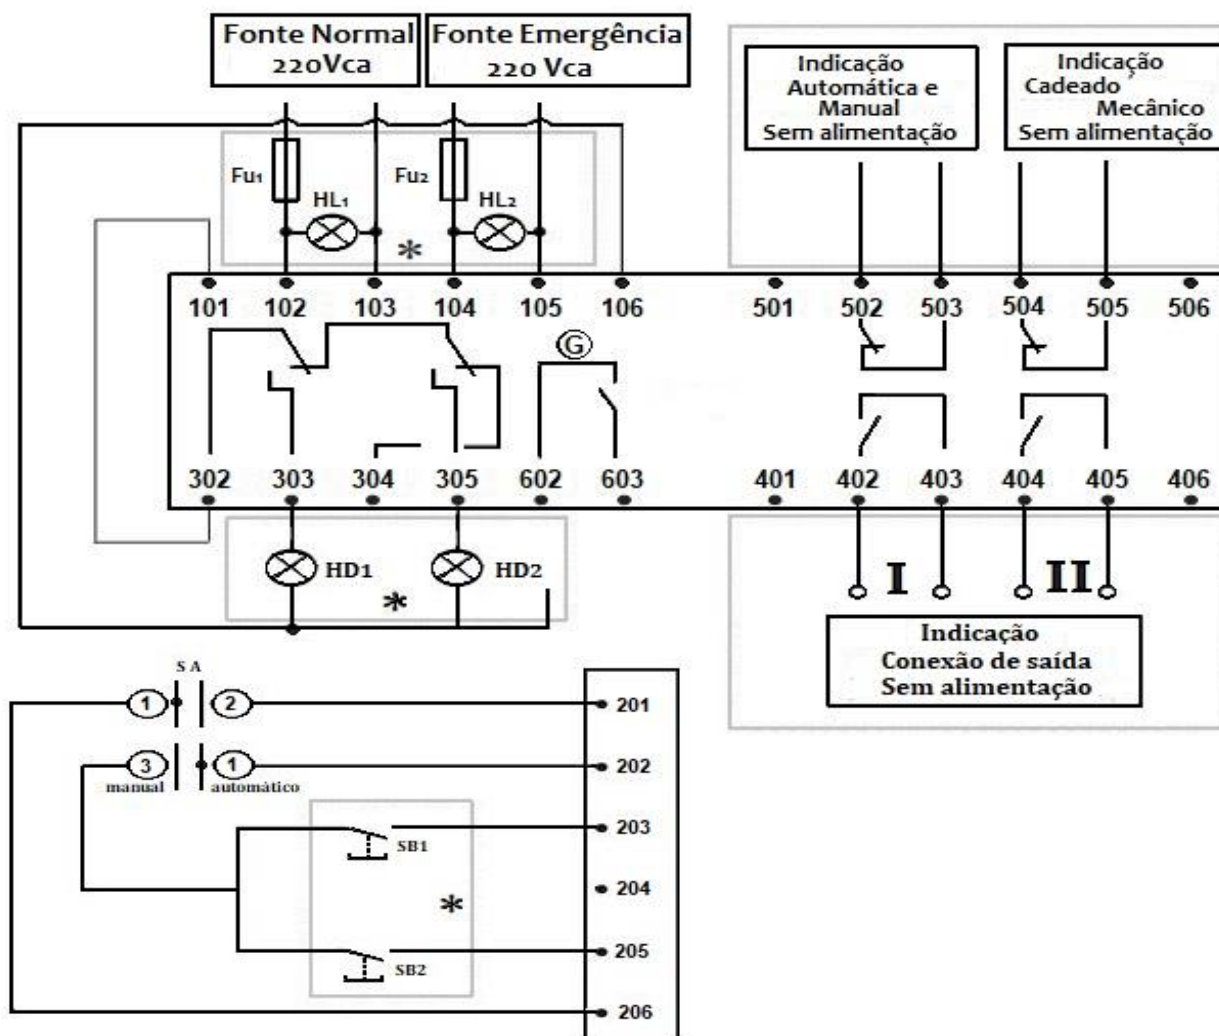 Fonte Normal
220Vca
Fonte Emergência
220 Vca
Indicação
Automática e
Manual
Sem alimentação
Indicação
Cadeado
Mecânico
Sem alimentação
Fu1
HL1
Fu2
HL2
*
101 102 103 104 105 106 501 502 503 504 505 506
G
302 303 304 305 602 603 401 402 403 404 405 406
HD1
HD2
*
I
II
Indicação
Conexão de saída
Sem alimentação
S A
1 2 201
3 1 202
manual automático
203
SB1
204
*
205
SB2
206